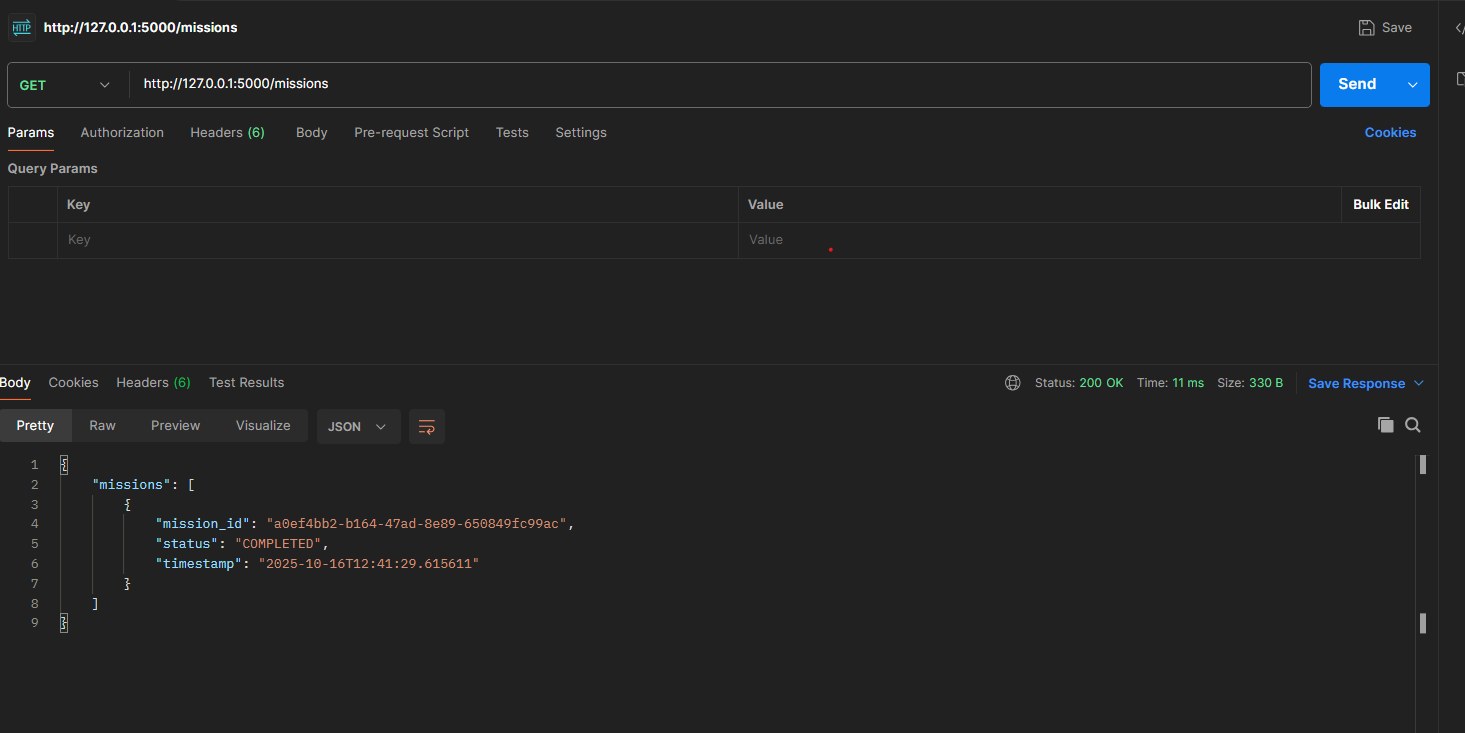 HTTP http://127.0.0.1:5000/missions Save
GET http://127.0.0.1:5000/missions Send
Params Authorization Headers (6) Body Pre-request Script Tests Settings Cookies
Query Params
Key Value Bulk Edit
Key Value
Body Cookies Headers (6) Test Results Status: 200 OK Time: 11 ms Size: 330 B Save Response
Pretty Raw Preview Visualize JSON
1 {
2 "missions": [
3 {
4 "mission_id": "a0ef4bb2-b164-47ad-8e89-650849fc99ac",
5 "status": "COMPLETED",
6 "timestamp": "2025-10-16T12:41:29.615611"
7 }
8 ]
9 }